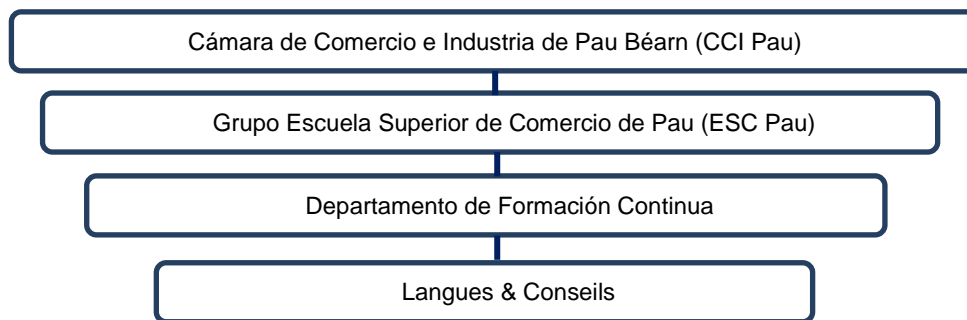 Cámara de Comercio e Industria de Pau Béarn (CCI Pau)
Grupo Escuela Superior de Comercio de Pau (ESC Pau)
Departamento de Formación Continua
Langues & Conseils